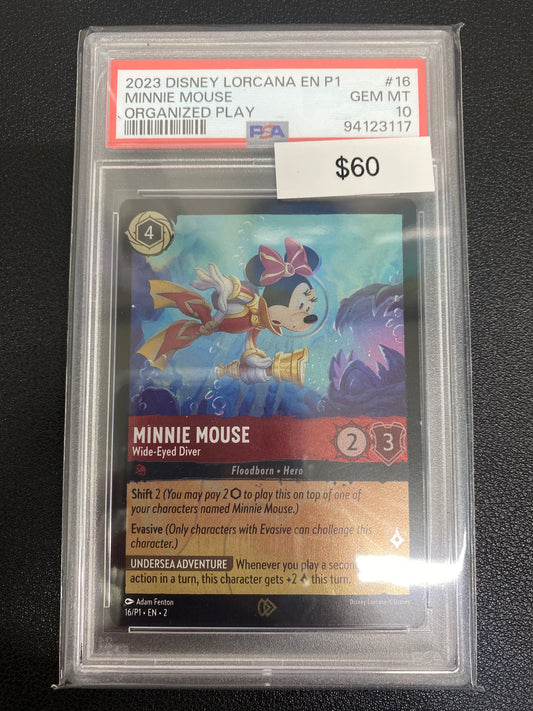 2023 DISNEY LORCANA EN P1 #16
MINNIE MOUSE GEM MT
ORGANIZED PLAY 10
PSA 94123117
$60
4
MINNIE MOUSE
Wide-Eyed Diver
2 3
Floodborn • Hero
Shift 2 (You may pay 2 to play this on top of one of
your characters named Minnie Mouse.)
Evasive (Only characters with Evasive can challenge this
character.)
UNDERSEA ADVENTURE Whenever you play a second
action in a turn, this character gets +2 this turn.
Adam Fenton
16/P1 • EN • 2
Disney Lorcana © Disney